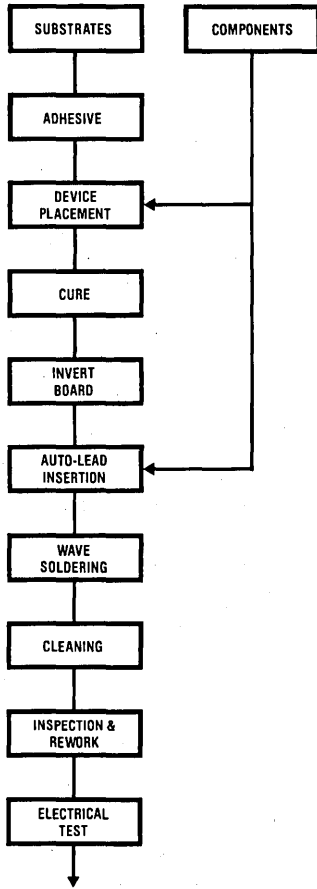 SUBSTRATES
COMPONENTS
ADHESIVE
DEVICE
PLACEMENT
CURE
INVERT
BOARD
AUTO-LEAD
INSERTION
WAVE
SOLDERING
CLEANING
INSPECTION &
REWORK
ELECTRICAL
TEST